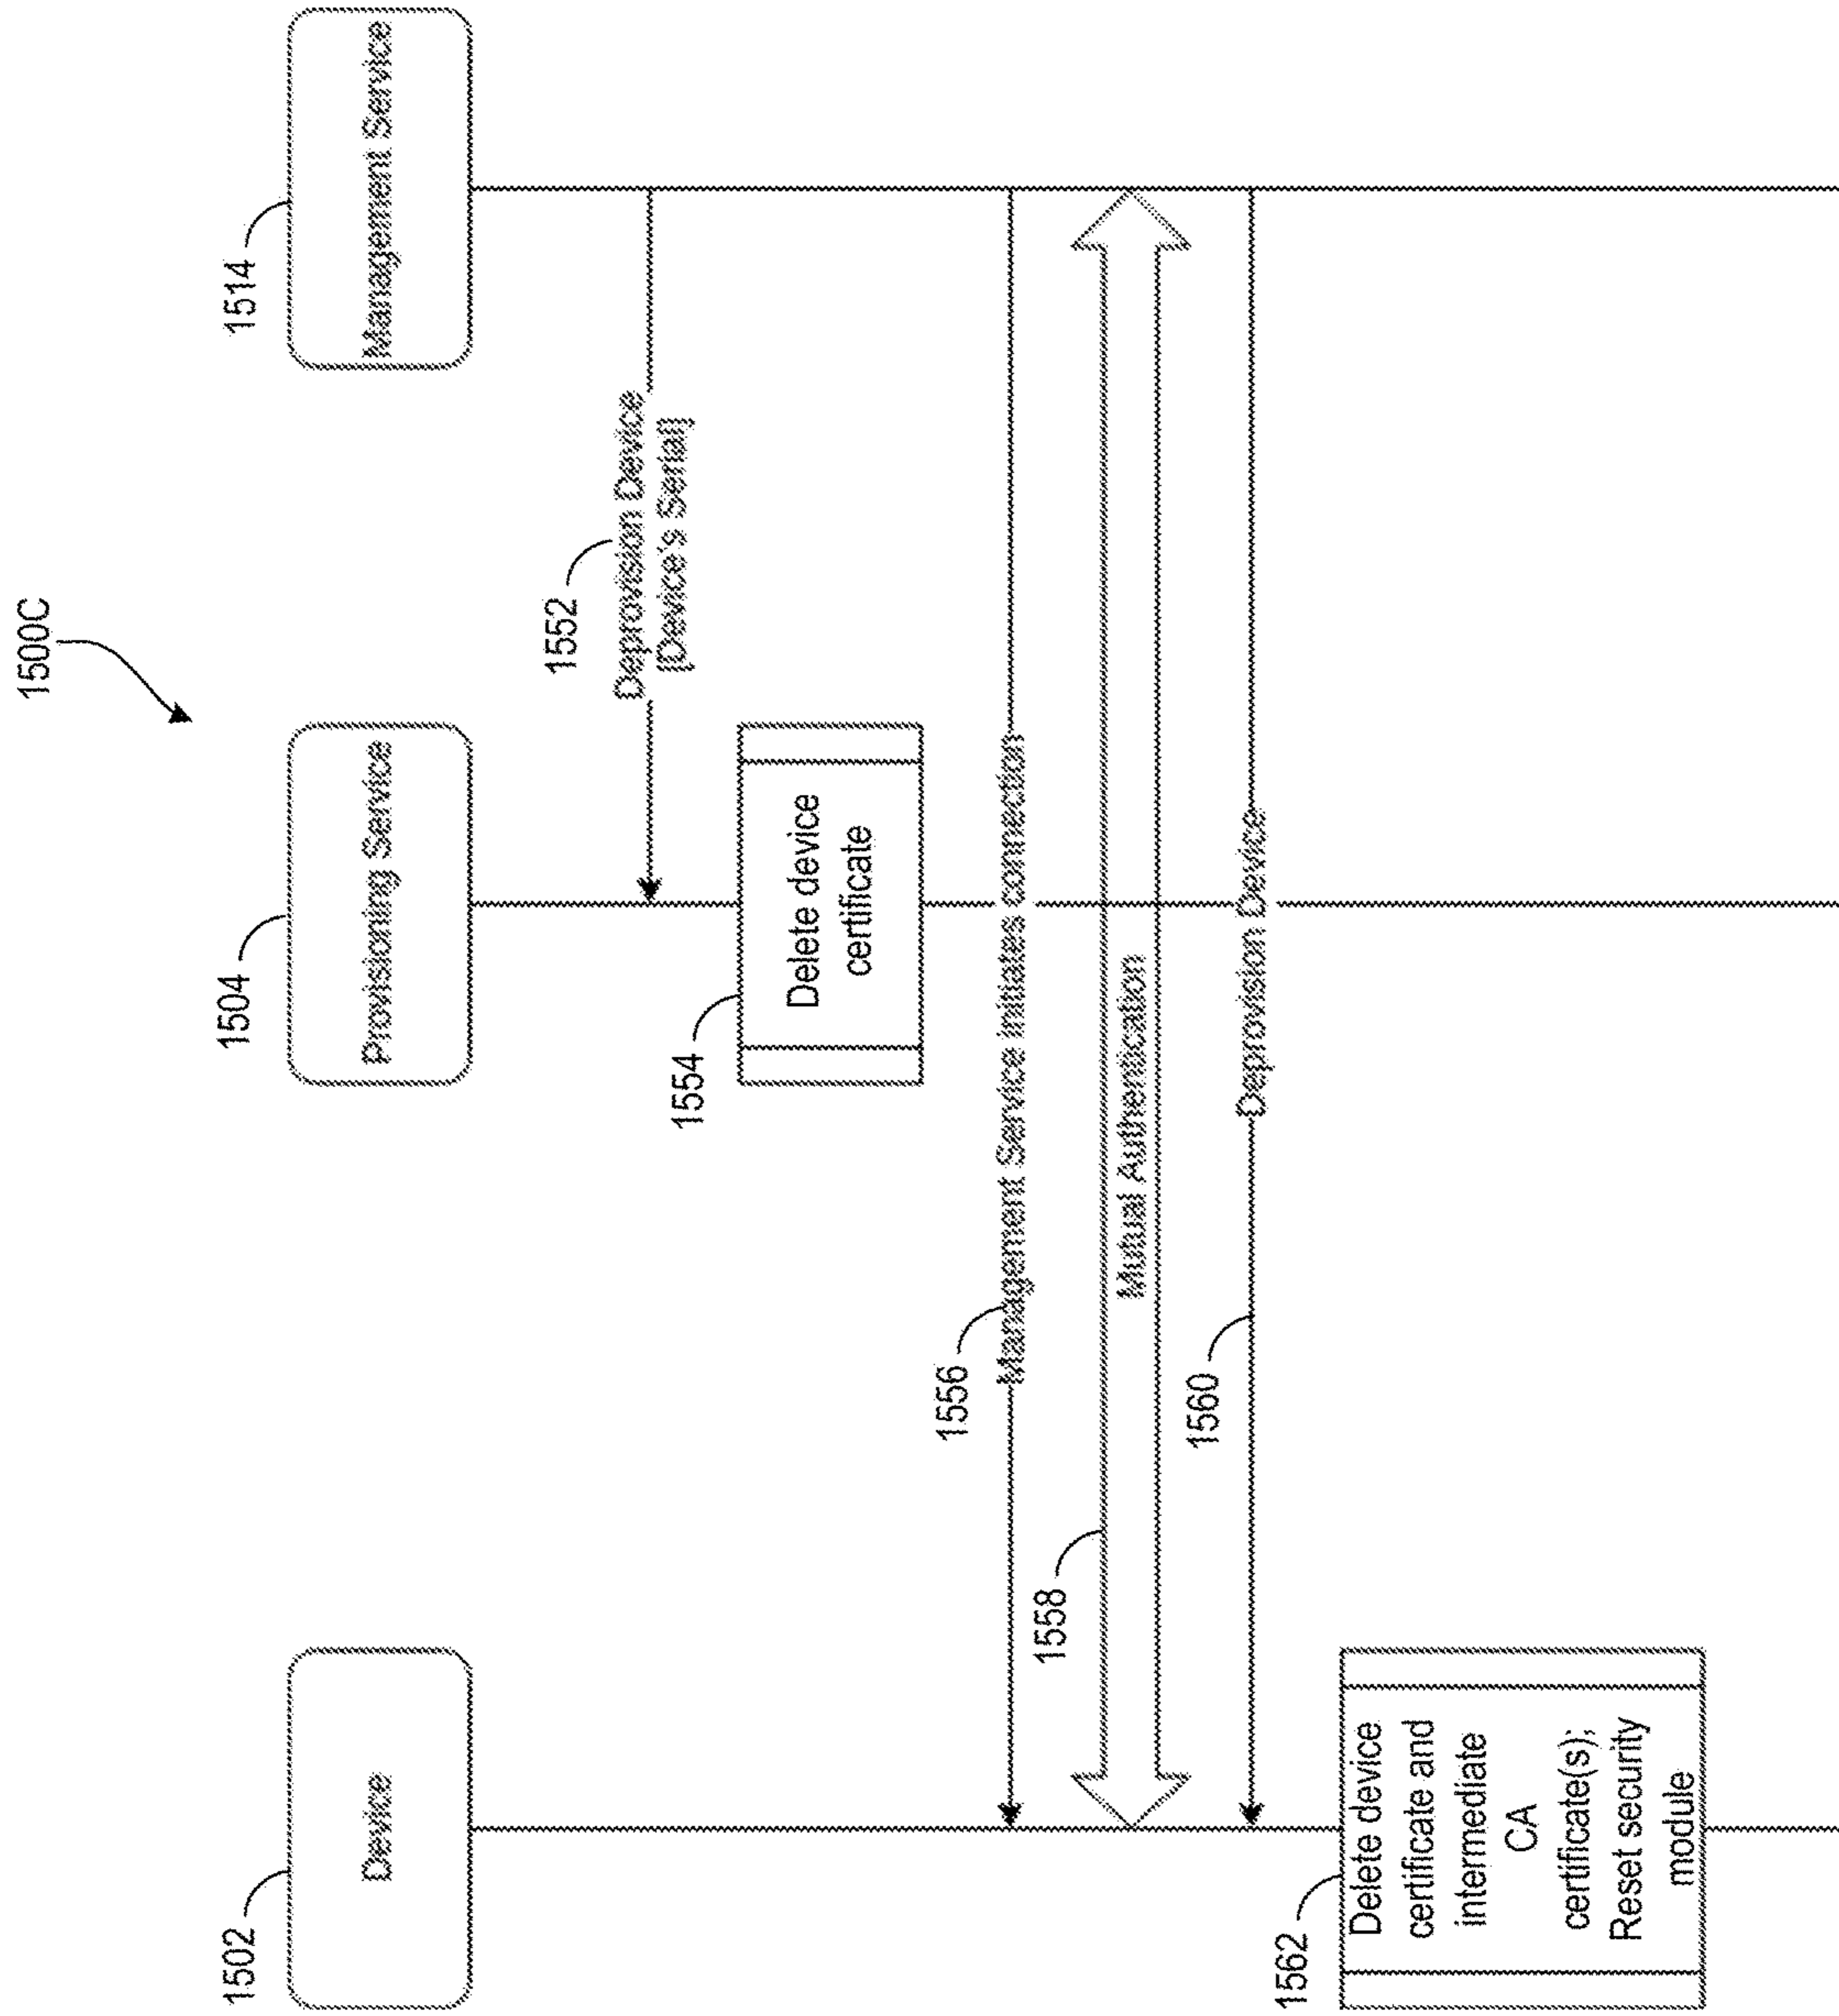 1500C
1502
Device
1504
Provisioning Service
1514
Management Service
1552
Deprovision Device
[Device's Serial]
1554
Delete device
certificate
1556
Management Service initiates connection
1558
Mutual Authentication
1560
Deprovision Device
1562
Delete device
certificate and
intermediate
CA
certificate(s);
Reset security
module